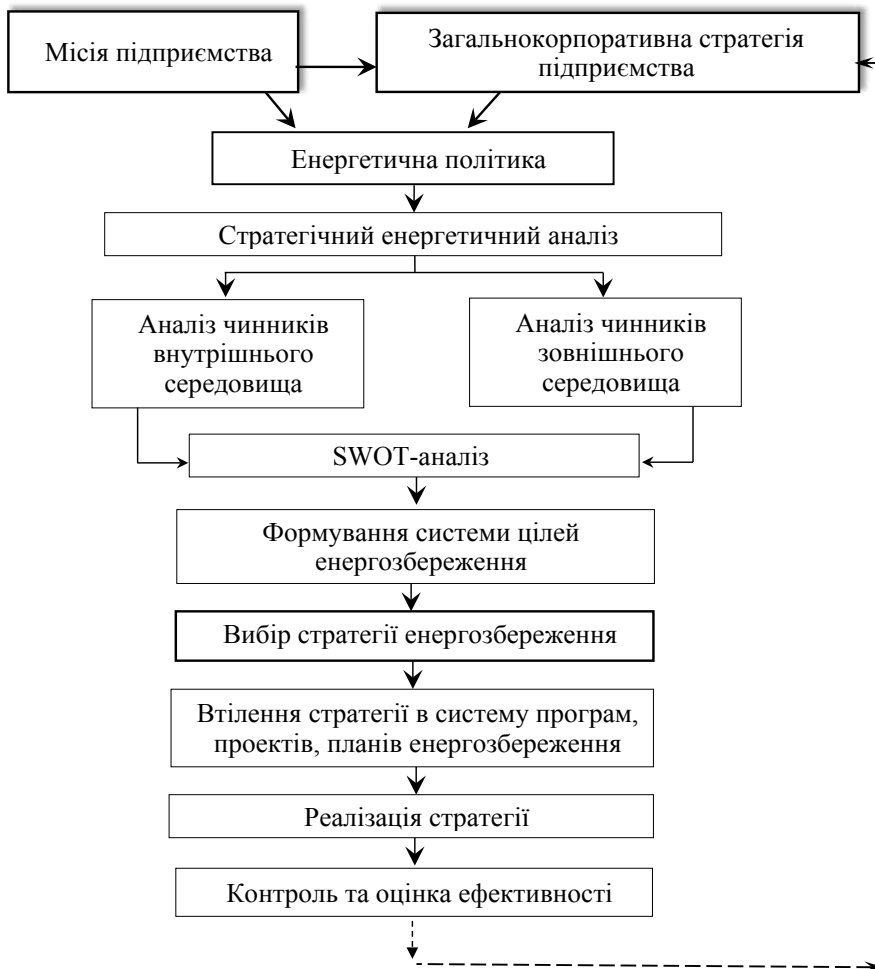 Місія підприємства
Загальнокорпоративна стратегія
підприємства
Енергетична політика
Стратегічний енергетичний аналіз
Аналіз чинників
внутрішнього
середовища
Аналіз чинників
зовнішнього
середовища
SWOT-аналіз
Формування системи цілей
енергозбереження
Вибір стратегії енергозбереження
Втілення стратегії в систему програм,
проектів, планів енергозбереження
Реалізація стратегії
Контроль та оцінка ефективності